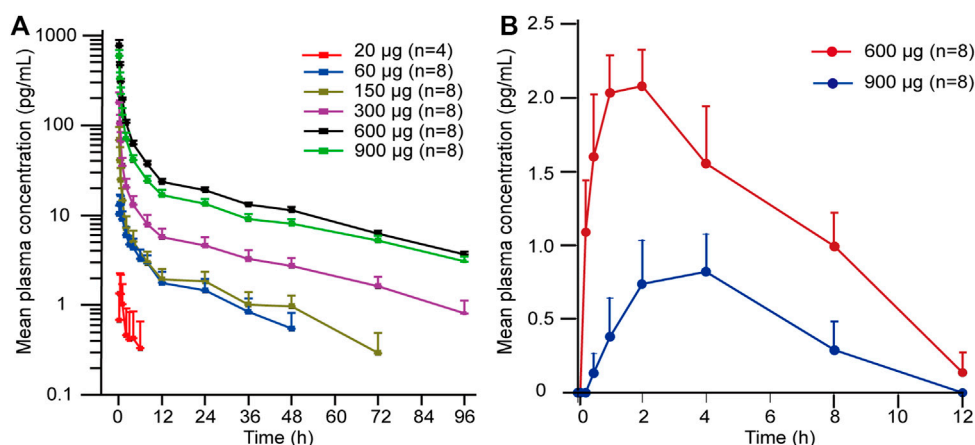 A
Mean plasma concentration (pg/mL)
1000
100
10
1
0.1
20 µg (n=4)
60 µg (n=8)
150 µg (n=8)
300 µg (n=8)
600 µg (n=8)
900 µg (n=8)
0 12 24 36 48 60 72 84 96
Time (h)
B
Mean plasma concentration (pg/mL)
2.5
2.0
1.5
1.0
0.5
0
600 µg (n=8)
900 µg (n=8)
0 2 4 6 8 10 12
Time (h)